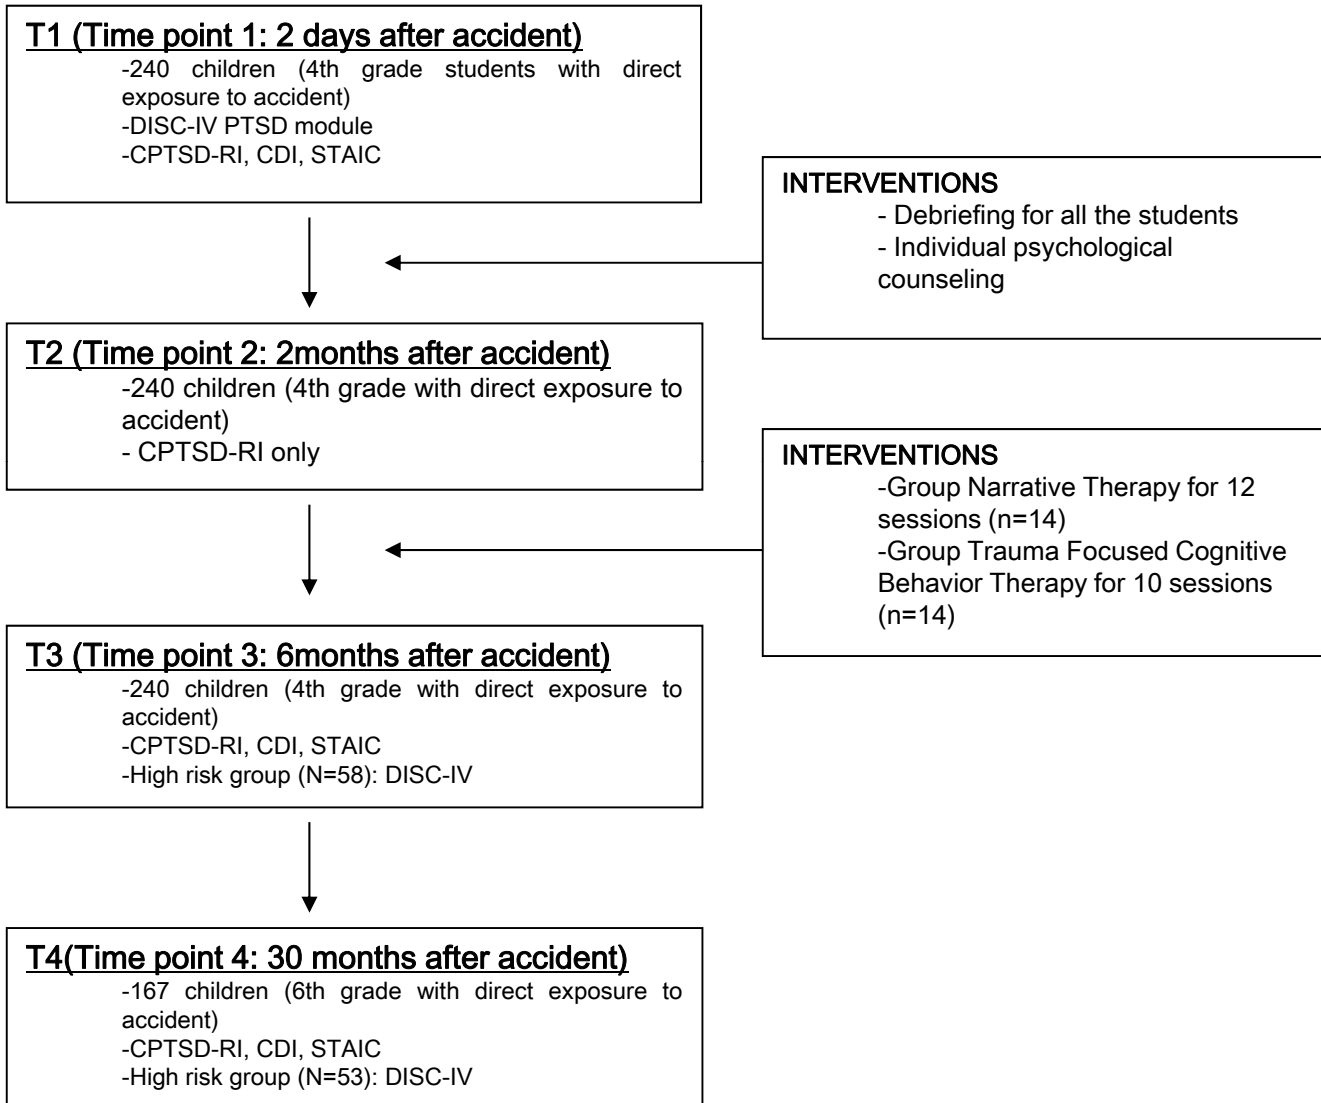 T1 (Time point 1: 2 days after accident)
-240 children (4th grade students with direct
exposure to accident)
-DISC-IV PTSD module
-CPTSD-RI, CDI, STAIC
INTERVENTIONS
- Debriefing for all the students
- Individual psychological
counseling
T2 (Time point 2: 2months after accident)
-240 children (4th grade with direct exposure to
accident)
- CPTSD-RI only
INTERVENTIONS
-Group Narrative Therapy for 12
sessions (n=14)
-Group Trauma Focused Cognitive
Behavior Therapy for 10 sessions
(n=14)
T3 (Time point 3: 6months after accident)
-240 children (4th grade with direct exposure to
accident)
-CPTSD-RI, CDI, STAIC
-High risk group (N=58): DISC-IV
T4(Time point 4: 30 months after accident)
-167 children (6th grade with direct exposure to
accident)
-CPTSD-RI, CDI, STAIC
-High risk group (N=53): DISC-IV